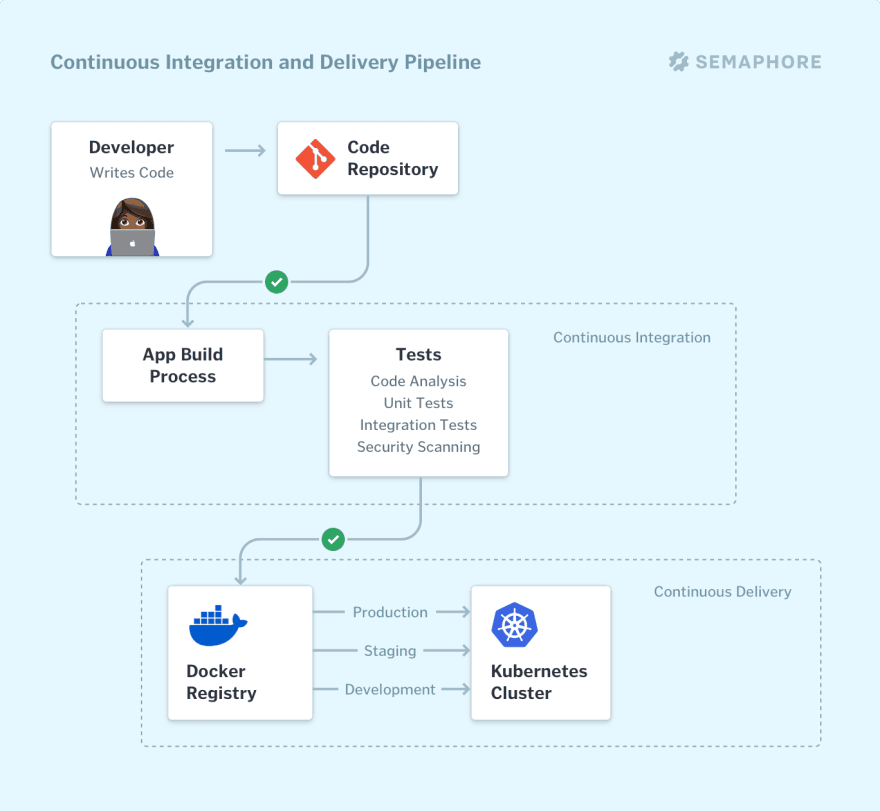 Continuous Integration and Delivery Pipeline
SEMAPHORE
Developer
Writes Code
Code
Repository
App Build
Process
Tests
Code Analysis
Unit Tests
Integration Tests
Security Scanning
Continuous Integration
Continuous Delivery
Docker
Registry
Production
Staging
Development
Kubernetes
Cluster